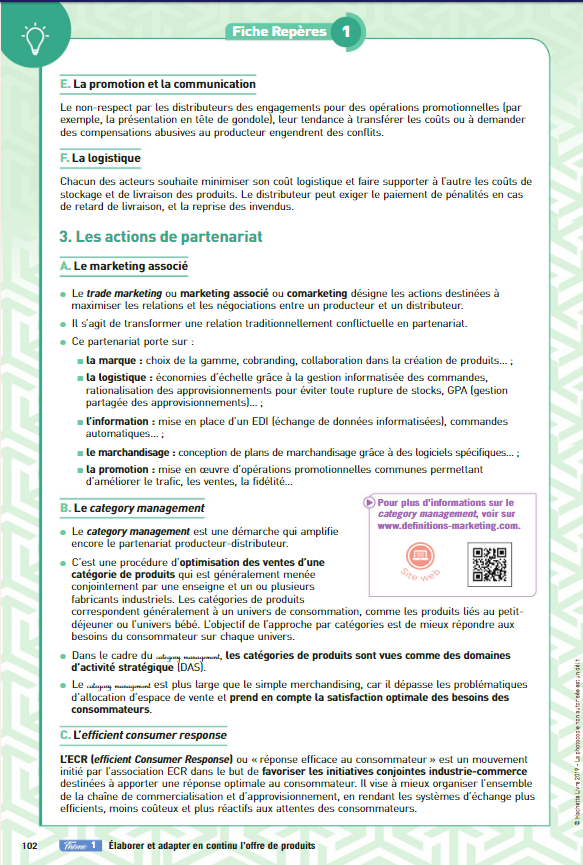 Fiche Repères 1
E. La promotion et la communication
Le non-respect par les distributeurs des engagements pour des opérations promotionnelles (par
exemple, la présentation en tête de gondole), leur tendance à transférer les coûts ou à demander
des compensations abusives au producteur engendrent des conflits.
F. La logistique
Chacun des acteurs souhaite minimiser son coût logistique et faire supporter à l'autre les coûts de
stockage et de livraison des produits. Le distributeur peut exiger le paiement de pénalités en cas
de retard de livraison, et la reprise des invendus.
3. Les actions de partenariat
A. Le marketing associé
• Le trade marketing ou marketing associé ou comarketing désigne les actions destinées à
maximiser les relations et les négociations entre un producteur et un distributeur.
• Il s'agit de transformer une relation traditionnellement conflictuelle en partenariat.
• Ce partenariat porte sur :
■ la marque : choix de la gamme, cobranding, collaboration dans la création de produits... ;
■ la logistique : économies d'échelle grâce à la gestion informatisée des commandes,
rationalisation des approvisionnements pour éviter toute rupture de stocks, GPA (gestion
partagée des approvisionnements)... ;
■ l'information : mise en place d'un EDI (échange de données informatisées), commandes
automatiques... ;
■ le marchandisage : conception de plans de marchandisage grâce à des logiciels spécifiques... ;
■ la promotion : mise en œuvre d'opérations promotionnelles communes permettant
d'améliorer le trafic, les ventes, la fidélité...
B. Le category management
• Le category management est une démarche qui amplifie
encore le partenariat producteur-distributeur.
• C'est une procédure d'optimisation des ventes d'une
catégorie de produits qui est généralement menée
conjointement par une enseigne et un ou plusieurs
fabricants industriels. Les catégories de produits
correspondent généralement à un univers de consommation, comme les produits liés au petit-
déjeuner ou l'univers bébé. L'objectif de l'approche par catégories est de mieux répondre aux
besoins du consommateur sur chaque univers.
• Dans le cadre du category management, les catégories de produits sont vues comme des domaines
d'activité stratégique (DAS).
• Le category management est plus large que le simple merchandising, car il dépasse les problématiques
d'allocation d'espace de vente et prend en compte la satisfaction optimale des besoins des
consommateurs.
Pour plus d'informations sur le
category management, voir sur
www.definitions-marketing.com.
Site web
C. L'efficient consumer response
L'ECR (efficient Consumer Response) ou « réponse efficace au consommateur » est un mouvement
initié par l'association ECR dans le but de favoriser les initiatives conjointes industrie-commerce
destinées à apporter une réponse optimale au consommateur. Il vise à mieux organiser l'ensemble
de la chaîne de commercialisation et d'approvisionnement, en rendant les systèmes d'échange plus
efficients, moins coûteux et plus réactifs aux attentes des consommateurs.
© Hachette Livre 2019 - La photocopie non autorisée est un délit
102 Thème 1 Élaborer et adapter en continu l'offre de produits